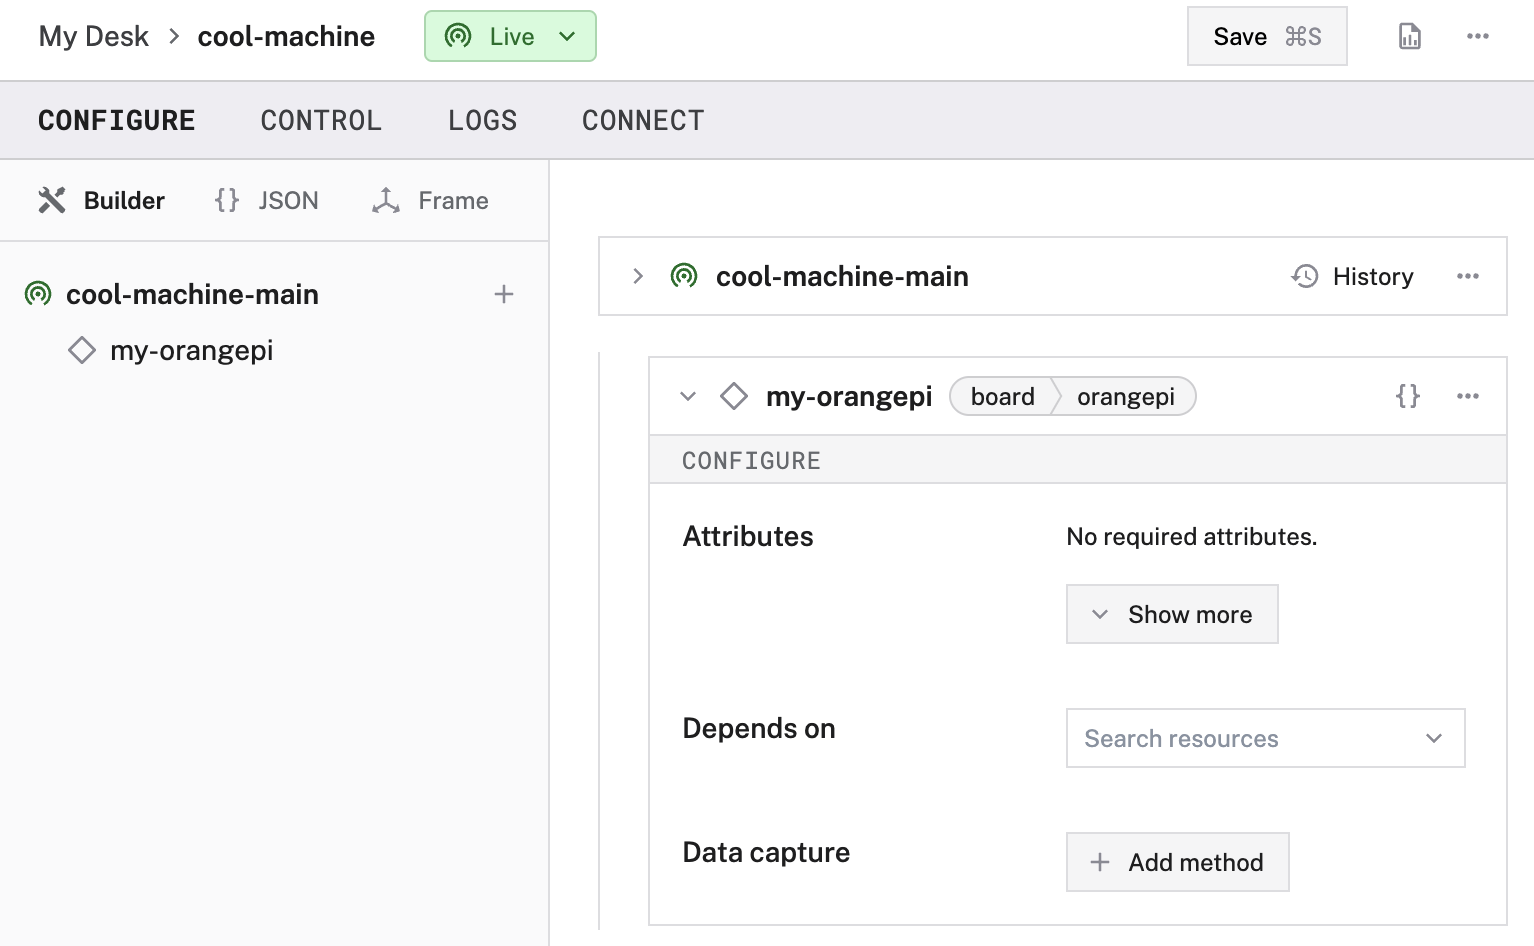 My Desk > cool-machine Live Save ⌘S
CONFIGURE CONTROL LOGS CONNECT
Builder {} JSON Frame
cool-machine-main
my-orangepi
cool-machine-main History
my-orangepi board orangepi {}
CONFIGURE
Attributes No required attributes.
Show more
Depends on Search resources
Data capture Add method